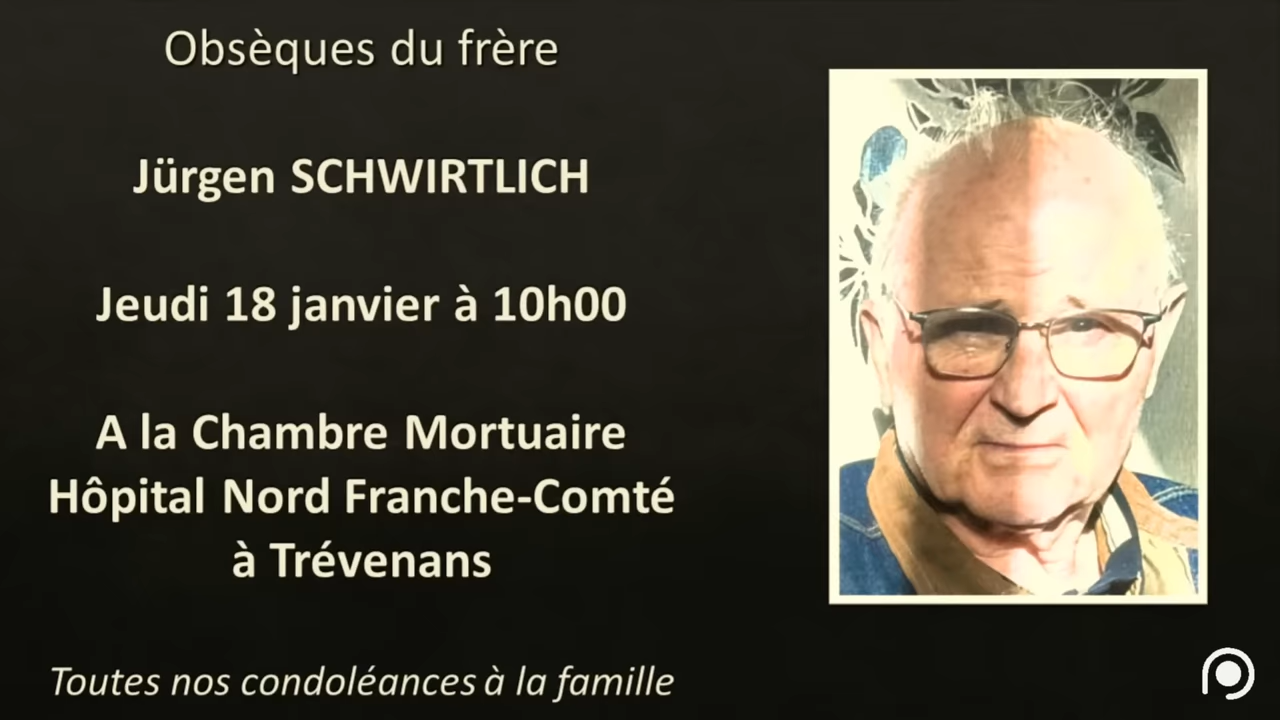 Obsèques du frère
Jürgen SCHWIRTLICH
Jeudi 18 janvier à 10h00
A la Chambre Mortuaire
Hôpital Nord Franche-Comté
à Trévenans
Toutes nos condoléances à la famille